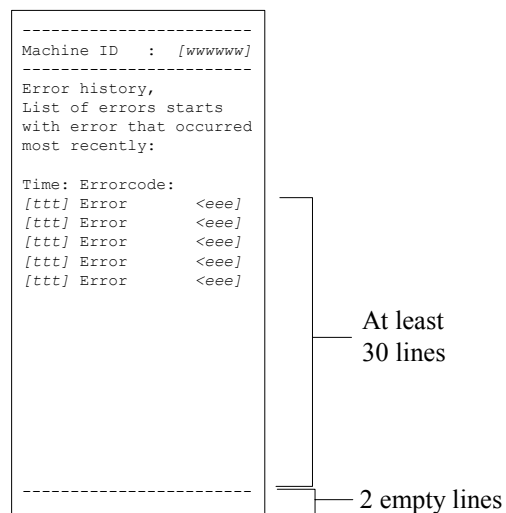 ------------------------
Machine ID   :  [wwwwww]
------------------------
Error history,
List of errors starts
with error that occurred
most recently:

Time: Errorcode:
[ttt] Error       <eee]
[ttt] Error       <eee]
[ttt] Error       <eee]
[ttt] Error       <eee]
[ttt] Error       <eee]
At least
30 lines
------------------------
2 empty lines